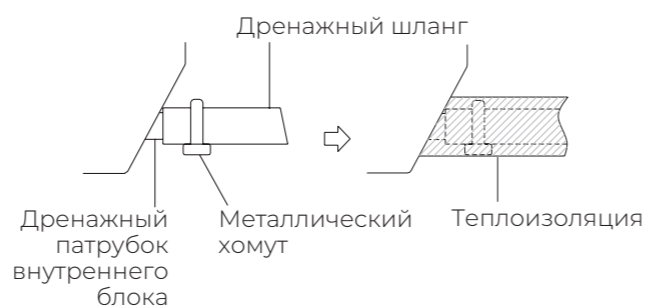 Дренажный шланг
Дренажный
патрубок
внутреннего
блока
Металлический
хомут
Теплоизоляция